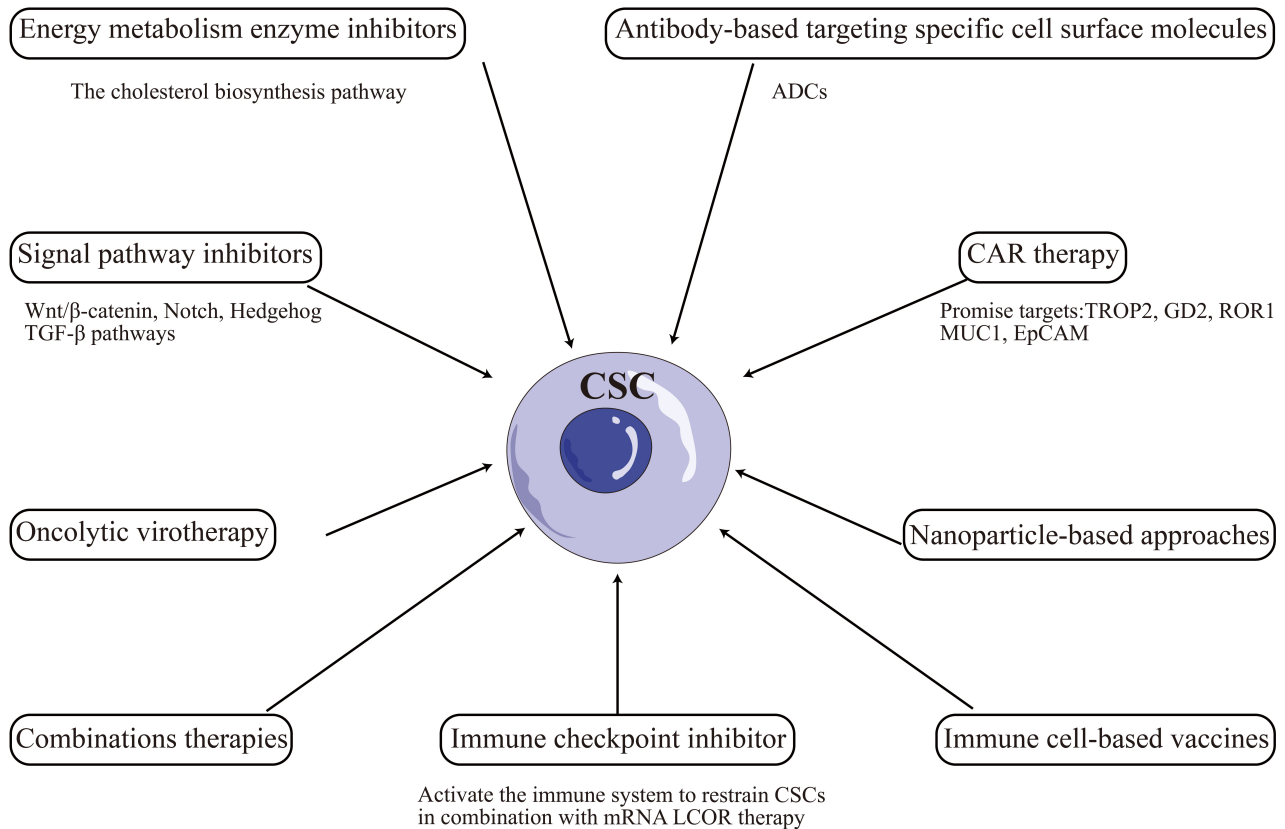 Energy metabolism enzyme inhibitors
Antibody-based targeting specific cell surface molecules
The cholesterol biosynthesis pathway
ADCs
Signal pathway inhibitors
CAR therapy
Wnt/β-catenin, Notch, Hedgehog
TGF-β pathways
Promise targets:TROP2, GD2, ROR1
MUC1, EpCAM
CSC
Oncolytic virotherapy
Nanoparticle-based approaches
Combinations therapies
Immune checkpoint inhibitor
Immune cell-based vaccines
Activate the immune system to restrain CSCs
in combination with mRNA LCOR therapy